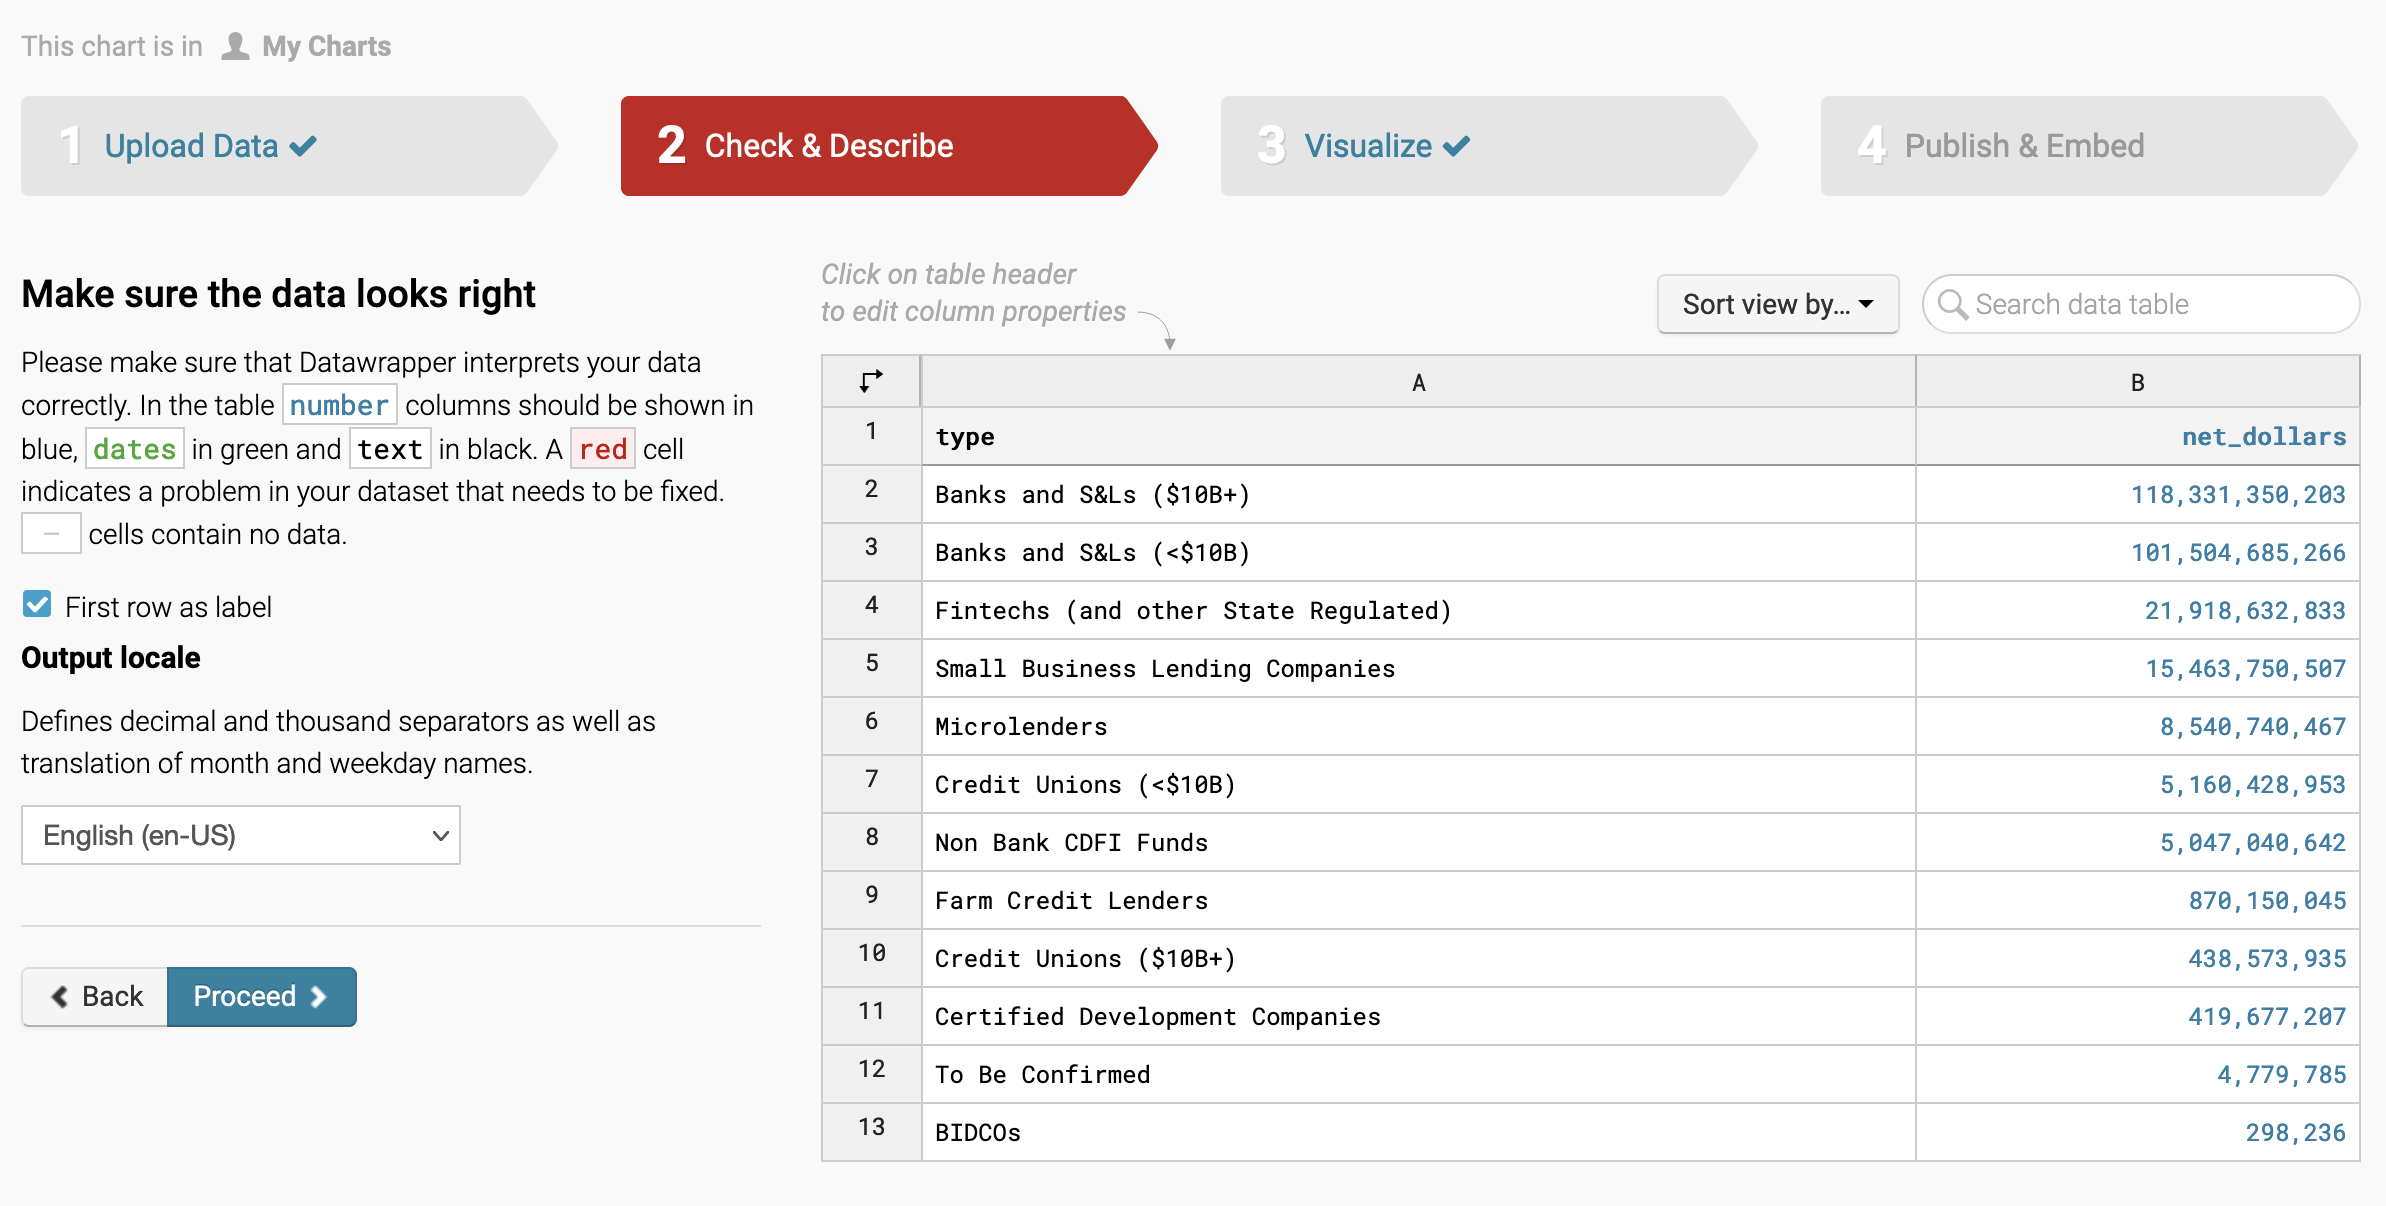 This chart is in My Charts
1 Upload Data
2 Check & Describe
3 Visualize
4 Publish & Embed
Make sure the data looks right
Please make sure that Datawrapper interprets your data
correctly. In the table number columns should be shown in
blue, dates in green and text in black. A red cell
indicates a problem in your dataset that needs to be fixed.
– cells contain no data.
First row as label
Output locale
Defines decimal and thousand separators as well as
translation of month and weekday names.
English (en-US)
Back Proceed
Click on table header
to edit column properties
Sort view by...
Search data table
A B
1 type net_dollars
2 Banks and S&Ls ($10B+) 118,331,350,203
3 Banks and S&Ls (<$10B) 101,504,685,266
4 Fintechs (and other State Regulated) 21,918,632,833
5 Small Business Lending Companies 15,463,750,507
6 Microlenders 8,540,740,467
7 Credit Unions (<$10B) 5,160,428,953
8 Non Bank CDFI Funds 5,047,040,642
9 Farm Credit Lenders 870,150,045
10 Credit Unions ($10B+) 438,573,935
11 Certified Development Companies 419,677,207
12 To Be Confirmed 4,779,785
13 BIDCOs 298,236